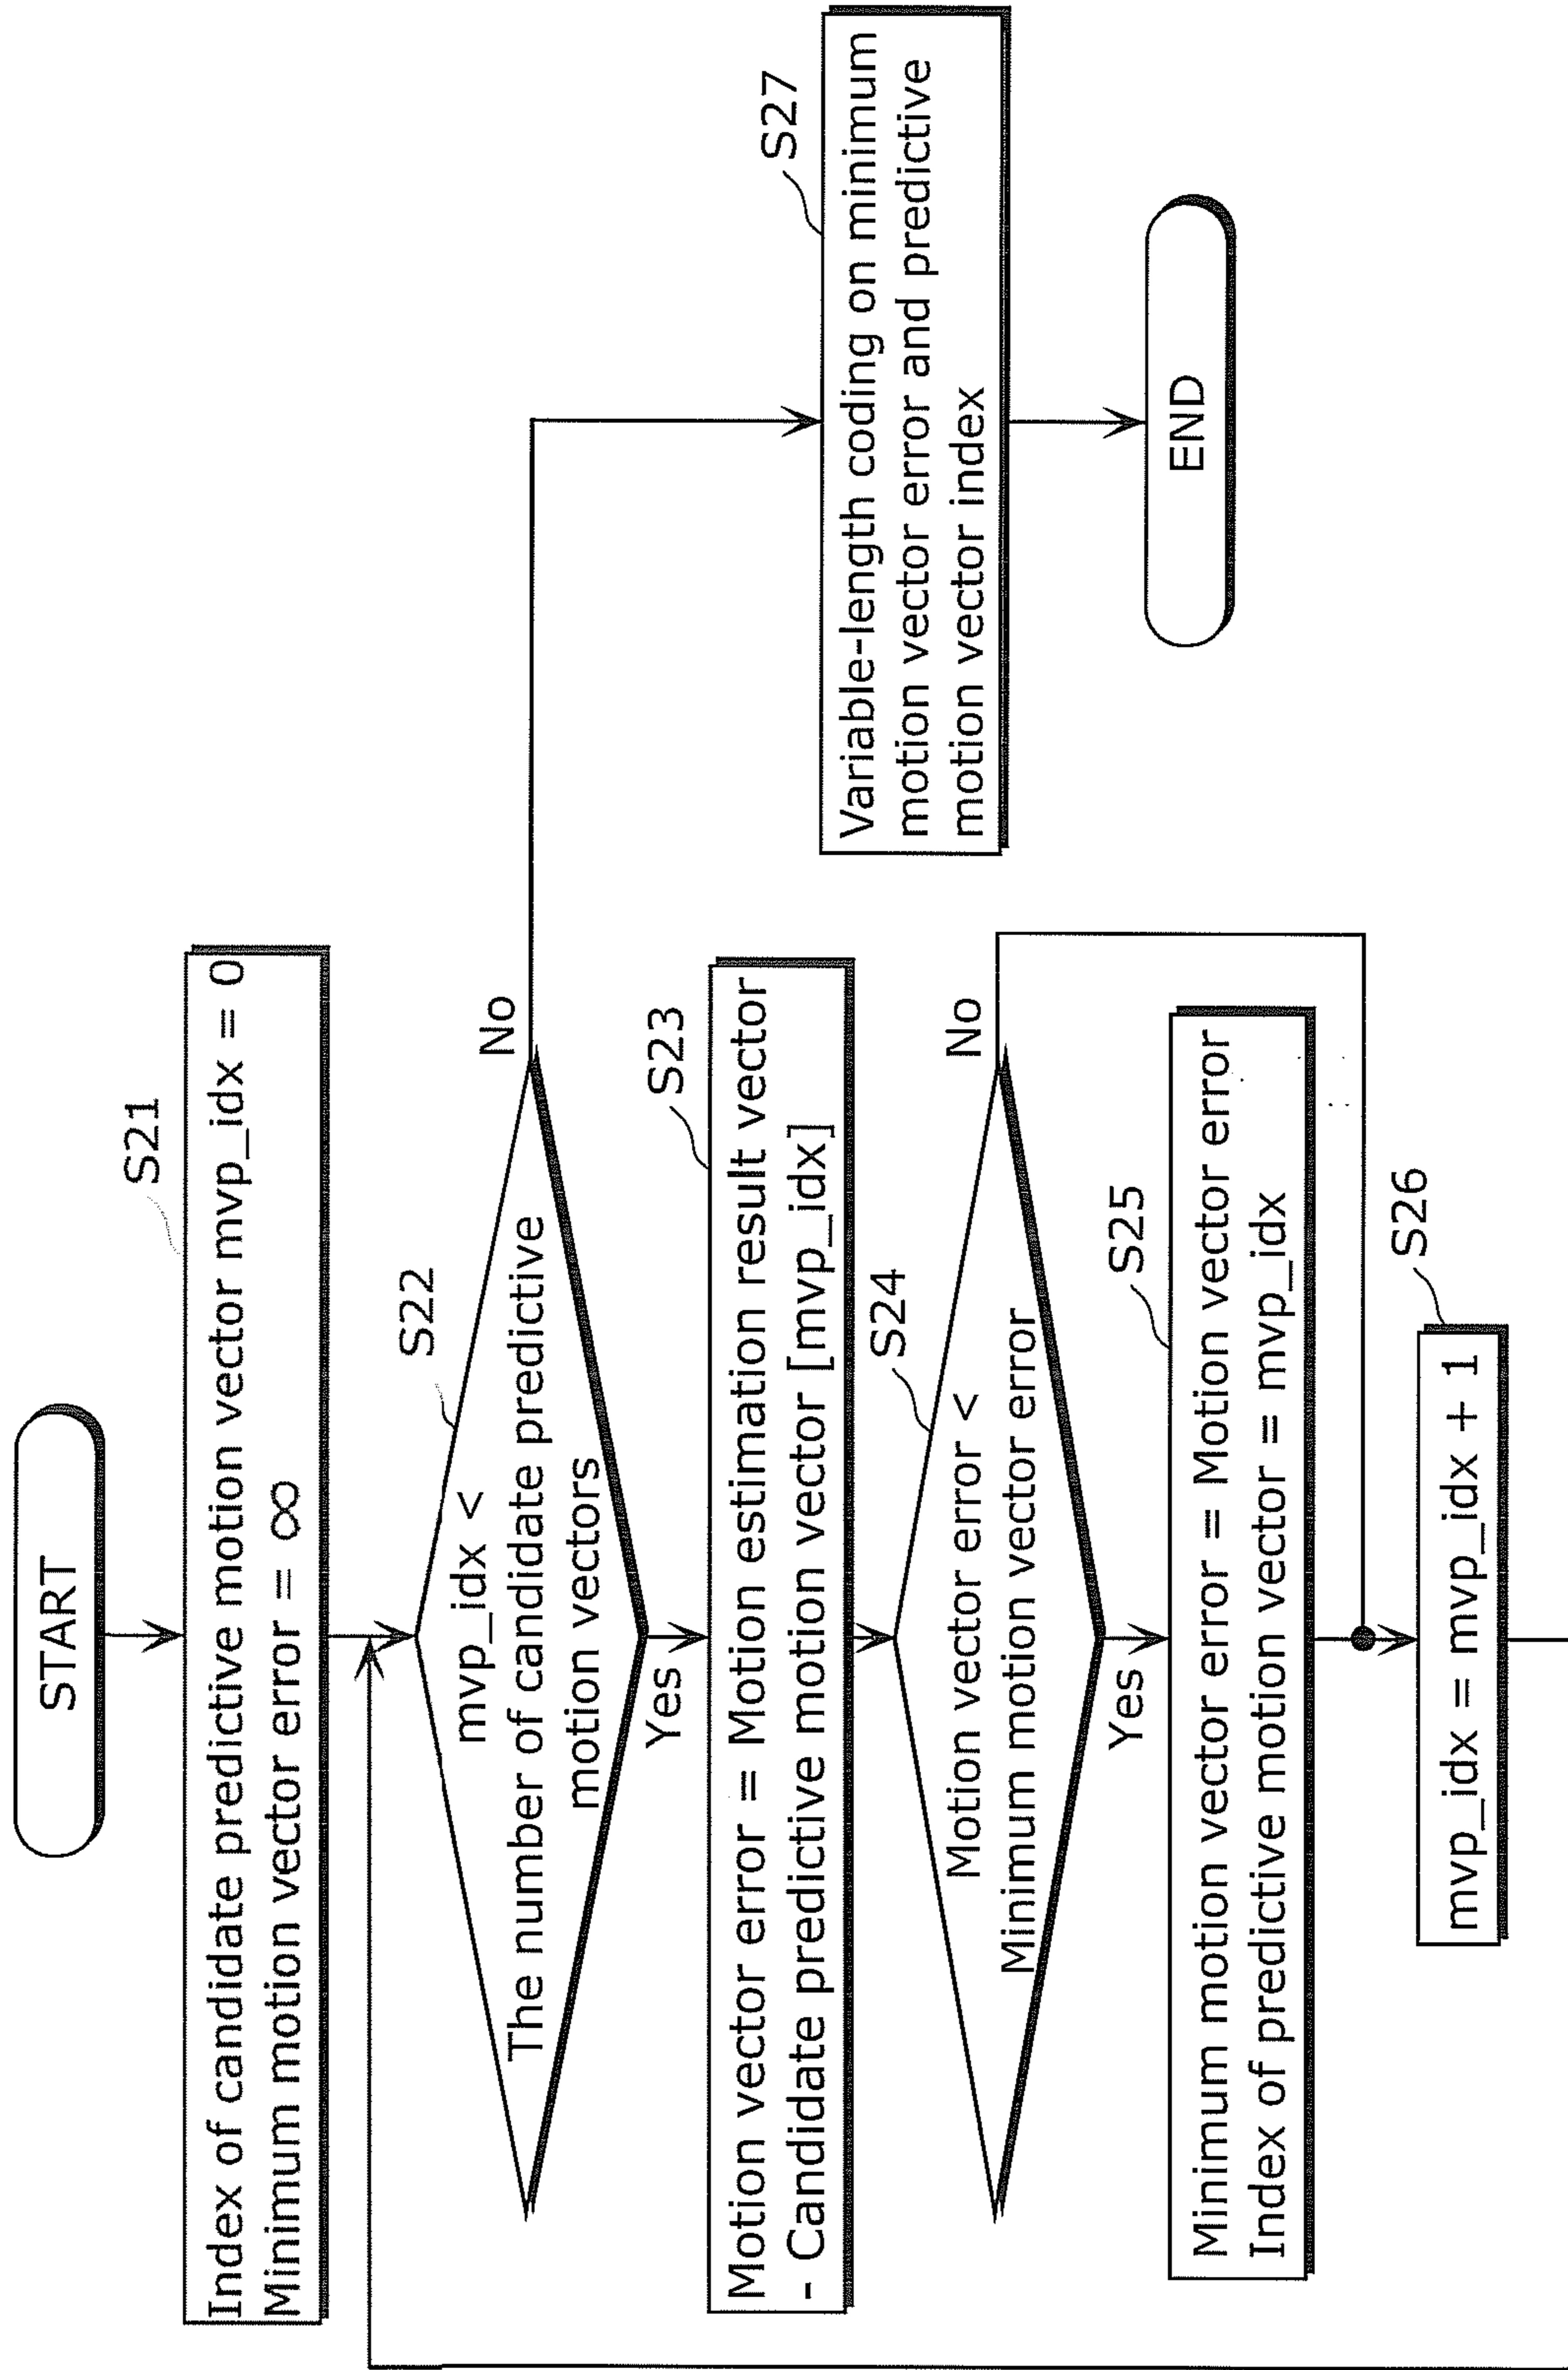 START
S21
Index of candidate predictive motion vector mvp_idx = 0
Minimum motion vector error = ∞
S22
mvp_idx <
The number of candidate predictive
motion vectors
No
Yes
S23
Motion vector error = Motion estimation result vector
- Candidate predictive motion vector [mvp_idx]
S24
Motion vector error <
Minimum motion vector error
No
Yes
S25
Minimum motion vector error = Motion vector error
Index of predictive motion vector = mvp_idx
S26
mvp_idx = mvp_idx + 1
S27
Variable-length coding on minimum
motion vector error and predictive
motion vector index
END